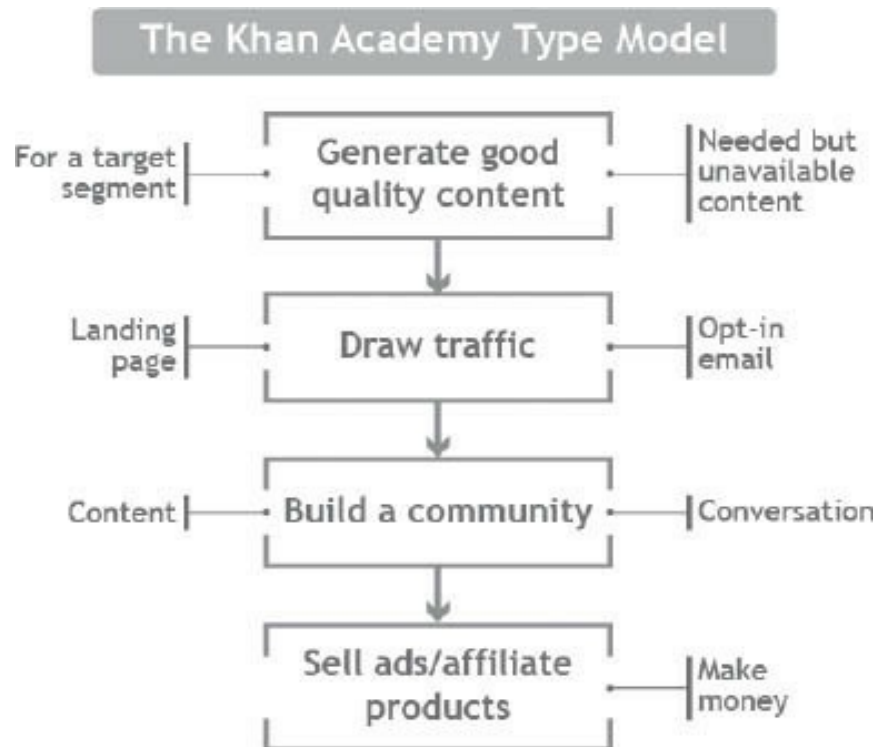 The Khan Academy Type Model
For a target
segment
Generate good
quality content
Needed but
unavailable
content
Landing
page
Draw traffic
Opt-in
email
Content
Build a community
Conversation
Sell ads/affiliate
products
Make
money